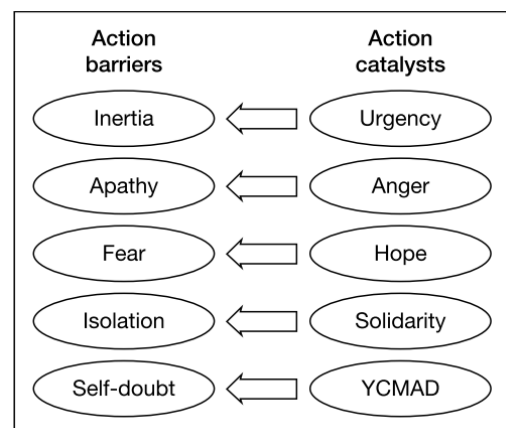 Action
barriers
Action
catalysts
Inertia
Urgency
Apathy
Anger
Fear
Hope
Isolation
Solidarity
Self-doubt
YCMAD